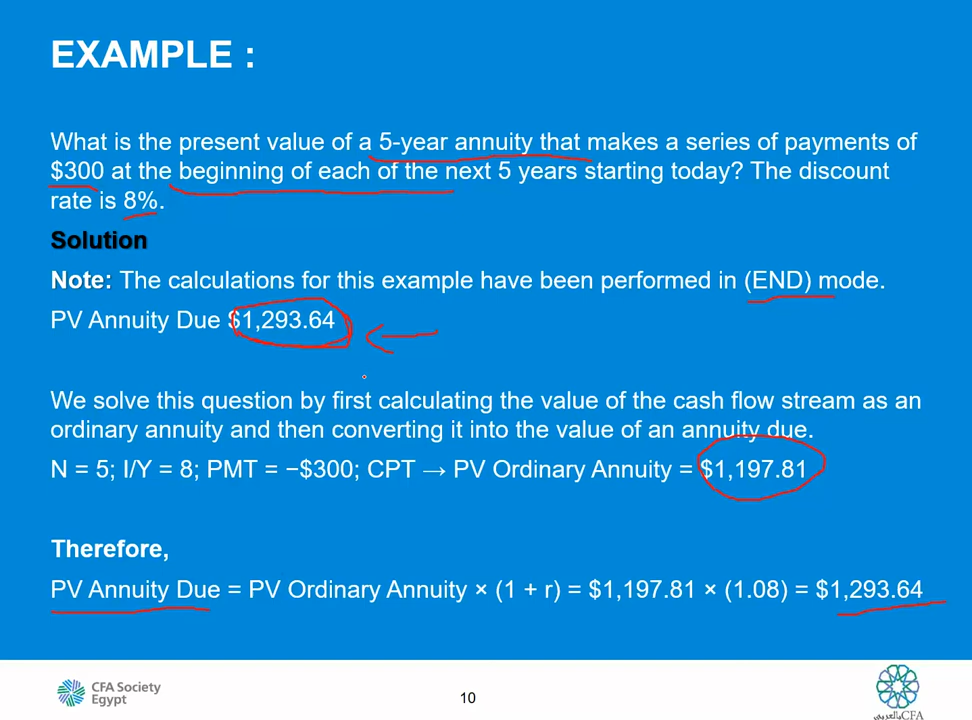 EXAMPLE :
What is the present value of a 5-year annuity that makes a series of payments of
$300 at the beginning of each of the next 5 years starting today? The discount
rate is 8%.
Solution
Note: The calculations for this example have been performed in (END) mode.
PV Annuity Due $1,293.64
We solve this question by first calculating the value of the cash flow stream as an
ordinary annuity and then converting it into the value of an annuity due.
N = 5; I/Y = 8; PMT = −$300; CPT → PV Ordinary Annuity = $1,197.81
Therefore,
PV Annuity Due = PV Ordinary Annuity × (1 + r) = $1,197.81 × (1.08) = $1,293.64
CFA Society
Egypt
10
CFA بالعربي